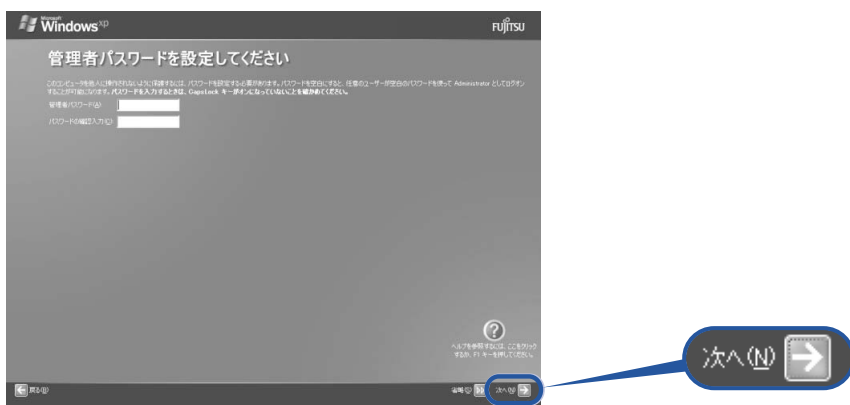 Microsoft
Windows xp
FUJITSU
管理者パスワードを設定してください
このコンピュータを他人に操作されないように保護するには、パスワードを設定する必要があります。パスワードを空白にすると、任意のユーザーが空白のパスワードを使って Administrator としてログオン
することが可能になります。パスワードを入力するときは、CapsLock キーがオンになっていないことを確かめてください。
管理者パスワード(A)
パスワードの確認入力(C)
ヘルプを参照するには、ここをクリック
するか、F1 キーを押してください。
戻る(B)
省略(S)
次へ(N)
次へ(N)